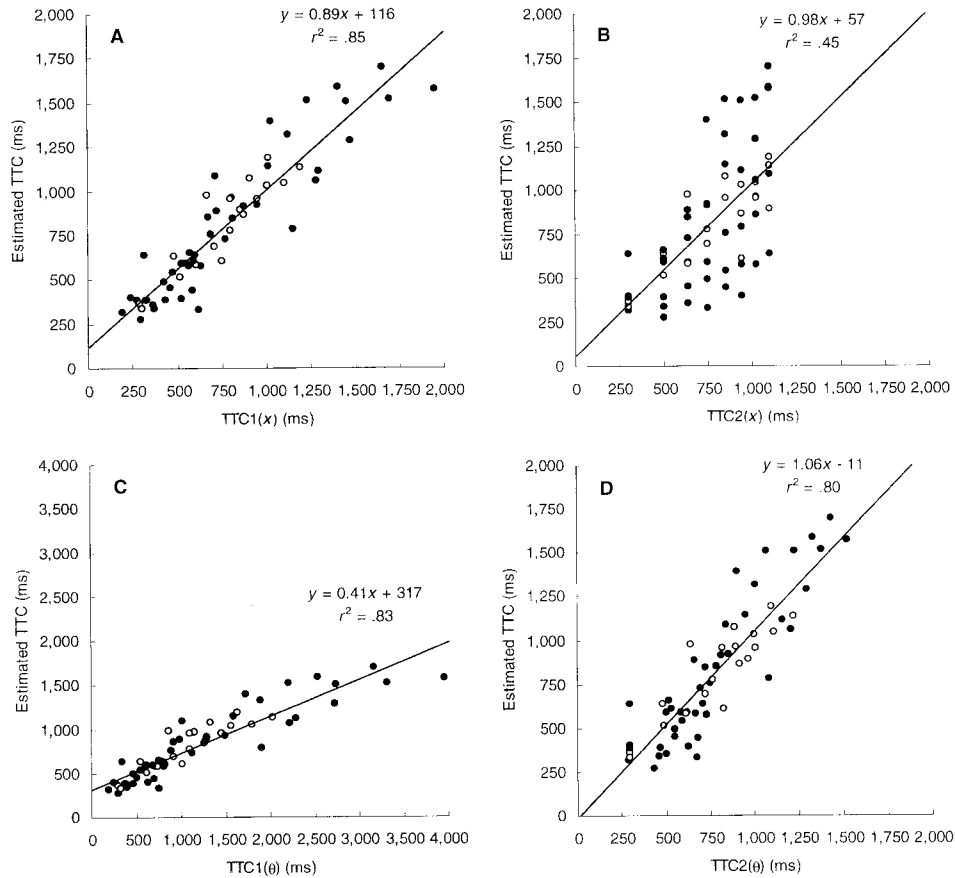 A
y = 0.89x + 116
r² = .85
Estimated TTC (ms)
2,000
1,750
1,500
1,250
1,000
750
500
250
0
0 250 500 750 1,000 1,250 1,500 1,750 2,000
TTC1(x) (ms)
B
y = 0.98x + 57
r² = .45
Estimated TTC (ms)
2,000
1,750
1,500
1,250
1,000
750
500
250
0
0 250 500 750 1,000 1,250 1,500 1,750 2,000
TTC2(x) (ms)
C
y = 0.41x + 317
r² = .83
Estimated TTC (ms)
4,000
3,500
3,000
2,500
2,000
1,500
1,000
500
0
0 500 1,000 1,500 2,000 2,500 3,000 3,500 4,000
TTC1(θ) (ms)
D
y = 1.06x - 11
r² = .80
Estimated TTC (ms)
2,000
1,750
1,500
1,250
1,000
750
500
250
0
0 250 500 750 1,000 1,250 1,500 1,750 2,000
TTC2(θ) (ms)